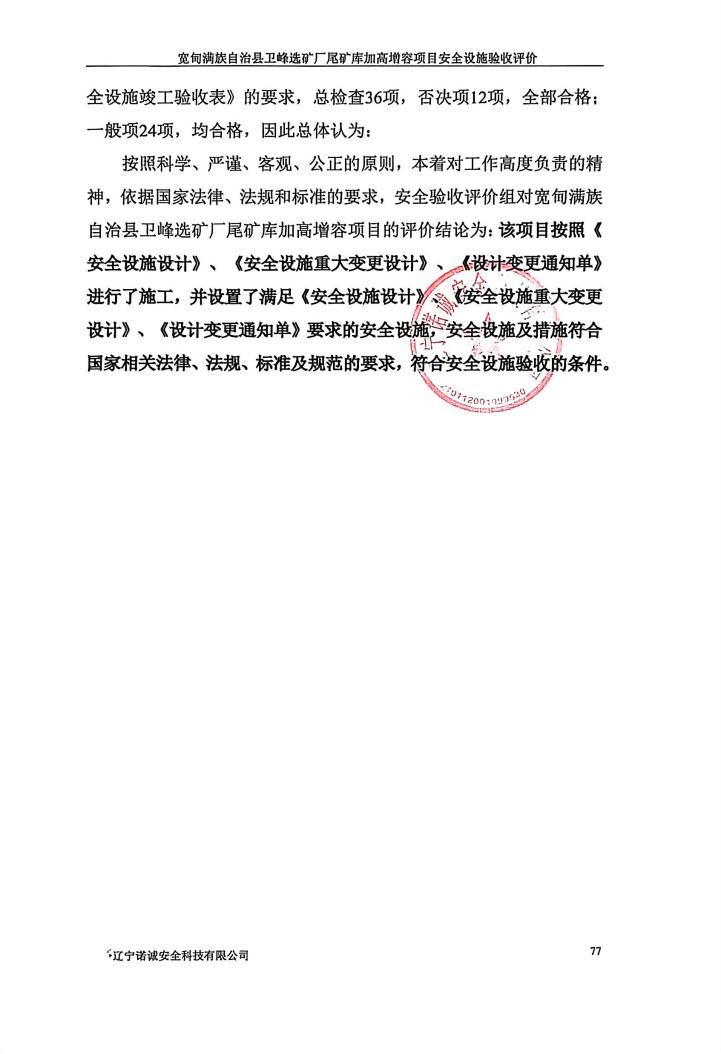 宽甸满族自治县卫峰选矿厂尾矿库加高增容项目安全设施验收评价
全设施竣工验收表》的要求，总检查36项，否决项12项，全部合格；
一般项24项，均合格，因此总体认为：
按照科学、严谨、客观、公正的原则，本着对工作高度负责的精
神，依据国家法律、法规和标准的要求，安全验收评价组对宽甸满族
自治县卫峰选矿厂尾矿库加高增容项目的评价结论为：该项目按照《
安全设施设计》、《安全设施重大变更设计》、《设计变更通知单》
进行了施工，并设置了满足《安全设施设计》、《安全设施重大变更
设计》、《设计变更通知单》要求的安全设施，安全设施及措施符合
国家相关法律、法规、标准及规范的要求，符合安全设施验收的条件。
辽宁诺诚安全科技有限公司
77